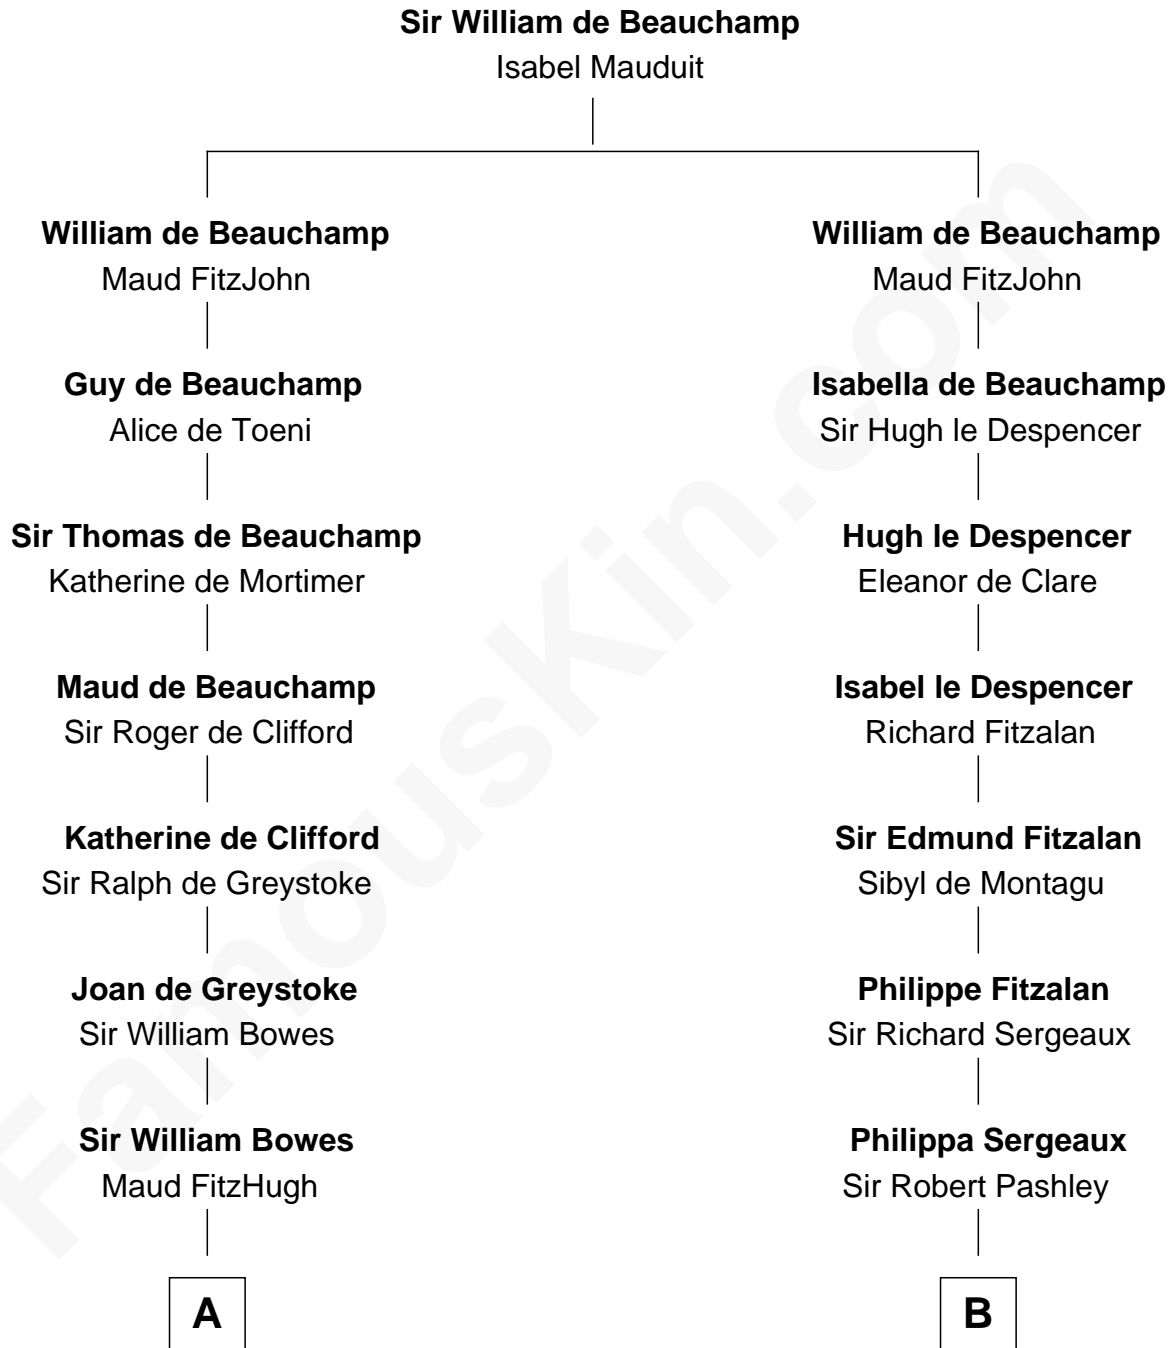 Sir William de Beauchamp
Isabel Mauduit
William de Beauchamp
Maud FitzJohn
Guy de Beauchamp
Alice de Toeni
Sir Thomas de Beauchamp
Katherine de Mortimer
Maud de Beauchamp
Sir Roger de Clifford
Katherine de Clifford
Sir Ralph de Greystoke
Joan de Greystoke
Sir William Bowes
Sir William Bowes
Maud FitzHugh
A
William de Beauchamp
Maud FitzJohn
Isabella de Beauchamp
Sir Hugh le Despencer
Hugh le Despencer
Eleanor de Clare
Isabel le Despencer
Richard Fitzalan
Sir Edmund Fitzalan
Sibyl de Montagu
Philippe Fitzalan
Sir Richard Sergeaux
Philippa Sergeaux
Sir Robert Pashley
B
FamousKin.com